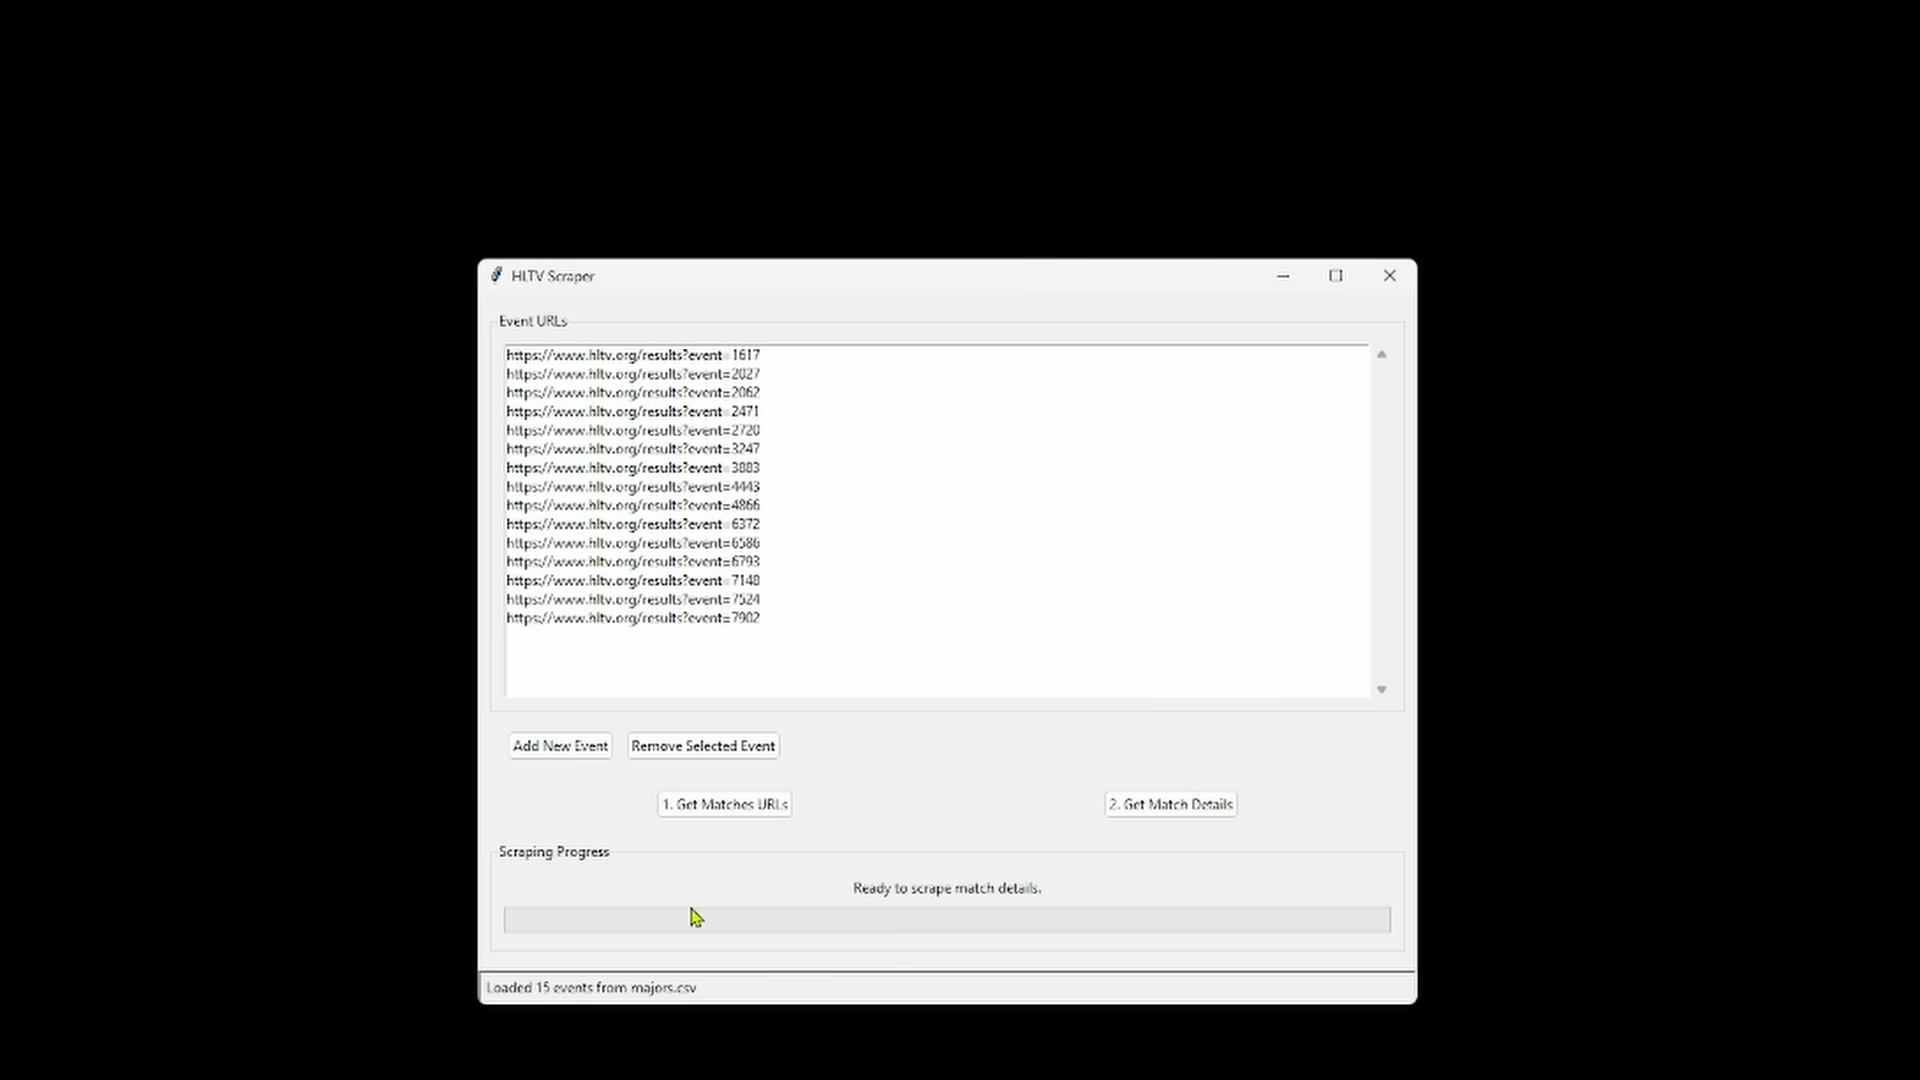 HLTV Scraper
Event URLs
https://www.hltv.org/results?event=1617
https://www.hltv.org/results?event=2027
https://www.hltv.org/results?event=2062
https://www.hltv.org/results?event=2471
https://www.hltv.org/results?event=2720
https://www.hltv.org/results?event=3247
https://www.hltv.org/results?event=3883
https://www.hltv.org/results?event=4443
https://www.hltv.org/results?event=4866
https://www.hltv.org/results?event=6372
https://www.hltv.org/results?event=6586
https://www.hltv.org/results?event=6793
https://www.hltv.org/results?event=7148
https://www.hltv.org/results?event=7524
https://www.hltv.org/results?event=7902
Add New Event Remove Selected Event
1. Get Matches URLs 2. Get Match Details
Scraping Progress
Ready to scrape match details.
Loaded 15 events from majors.csv